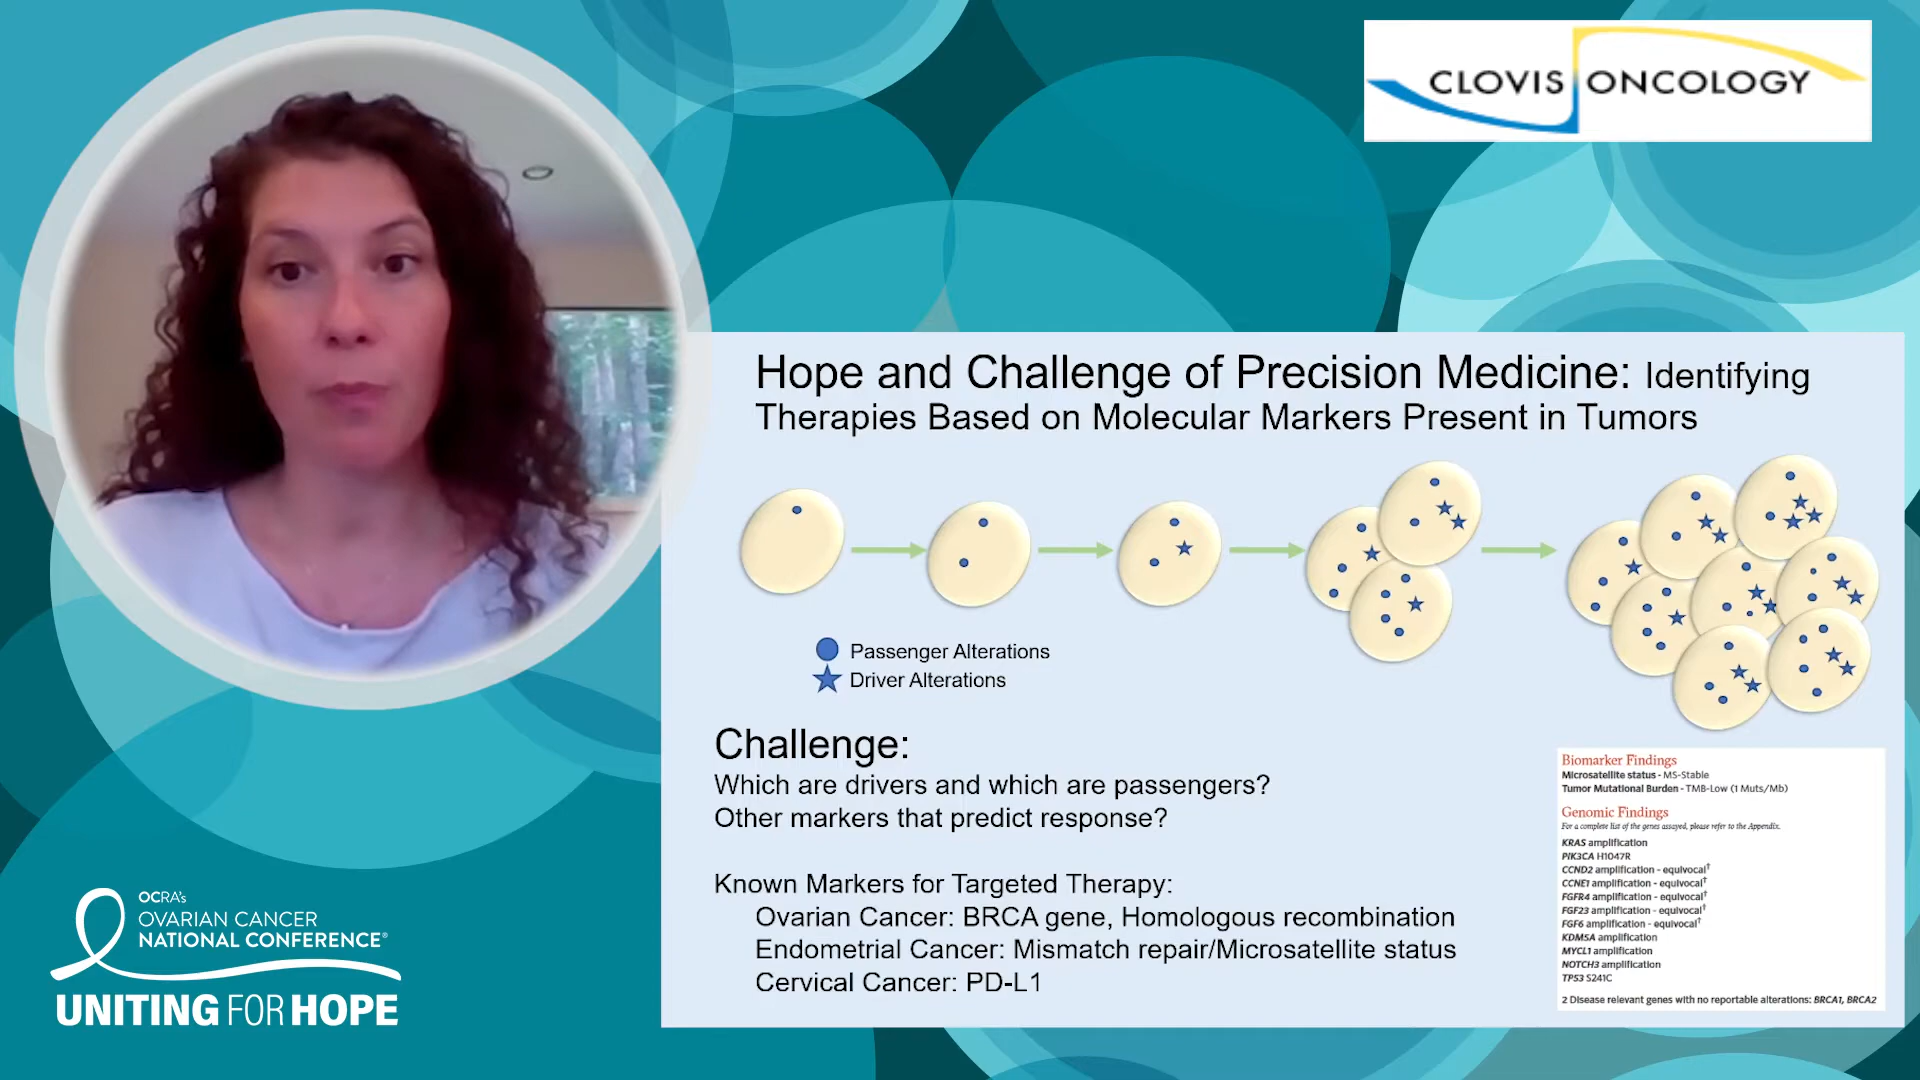 CLOVIS ONCOLOGY
Hope and Challenge of Precision Medicine: Identifying
Therapies Based on Molecular Markers Present in Tumors
Passenger Alterations
Driver Alterations
Challenge:
Which are drivers and which are passengers?
Other markers that predict response?
Known Markers for Targeted Therapy:
Ovarian Cancer: BRCA gene, Homologous recombination
Endometrial Cancer: Mismatch repair/Microsatellite status
Cervical Cancer: PD-L1
Biomarker Findings
Microsatellite status - MS-Stable
Tumor Mutational Burden - TMB-Low (1 Muts/Mb)
Genomic Findings
For a complete list of the genes assayed, please refer to the Appendix.
KRAS amplification
PIK3CA H1047R
CCND2 amplification - equivocal†
CCNE1 amplification - equivocal†
FGFR4 amplification - equivocal†
FGF23 amplification - equivocal†
FGF6 amplification - equivocal†
KDM5A amplification
MYCL1 amplification
NOTCH3 amplification
TP53 S241C
2 Disease relevant genes with no reportable alterations: BRCA1, BRCA2
OCRA's
OVARIAN CANCER
NATIONAL CONFERENCE®
UNITING FOR HOPE